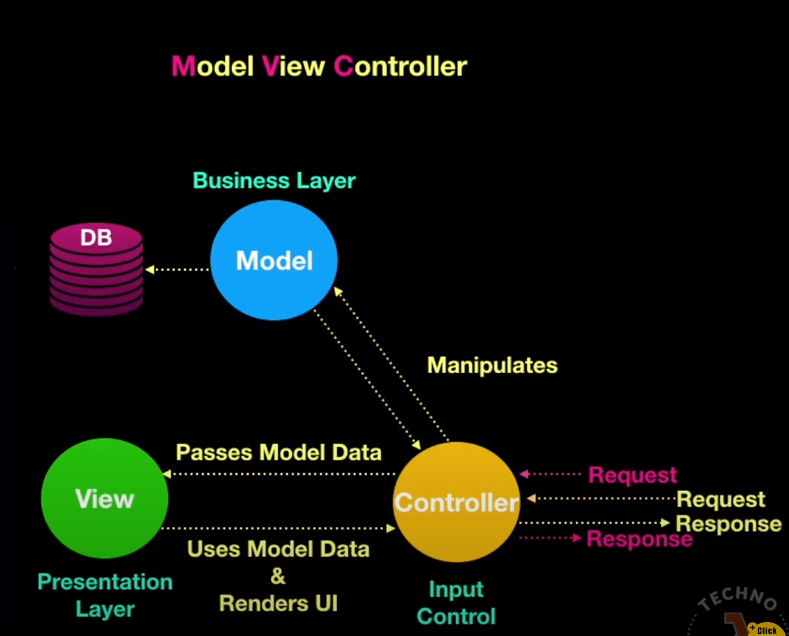 Model View Controller
Business Layer
DB
Model
Manipulates
Passes Model Data
View
Controller
Request
Request
Response
Response
Uses Model Data
&
Renders UI
Presentation
Layer
Input
Control
TECHNO
Click